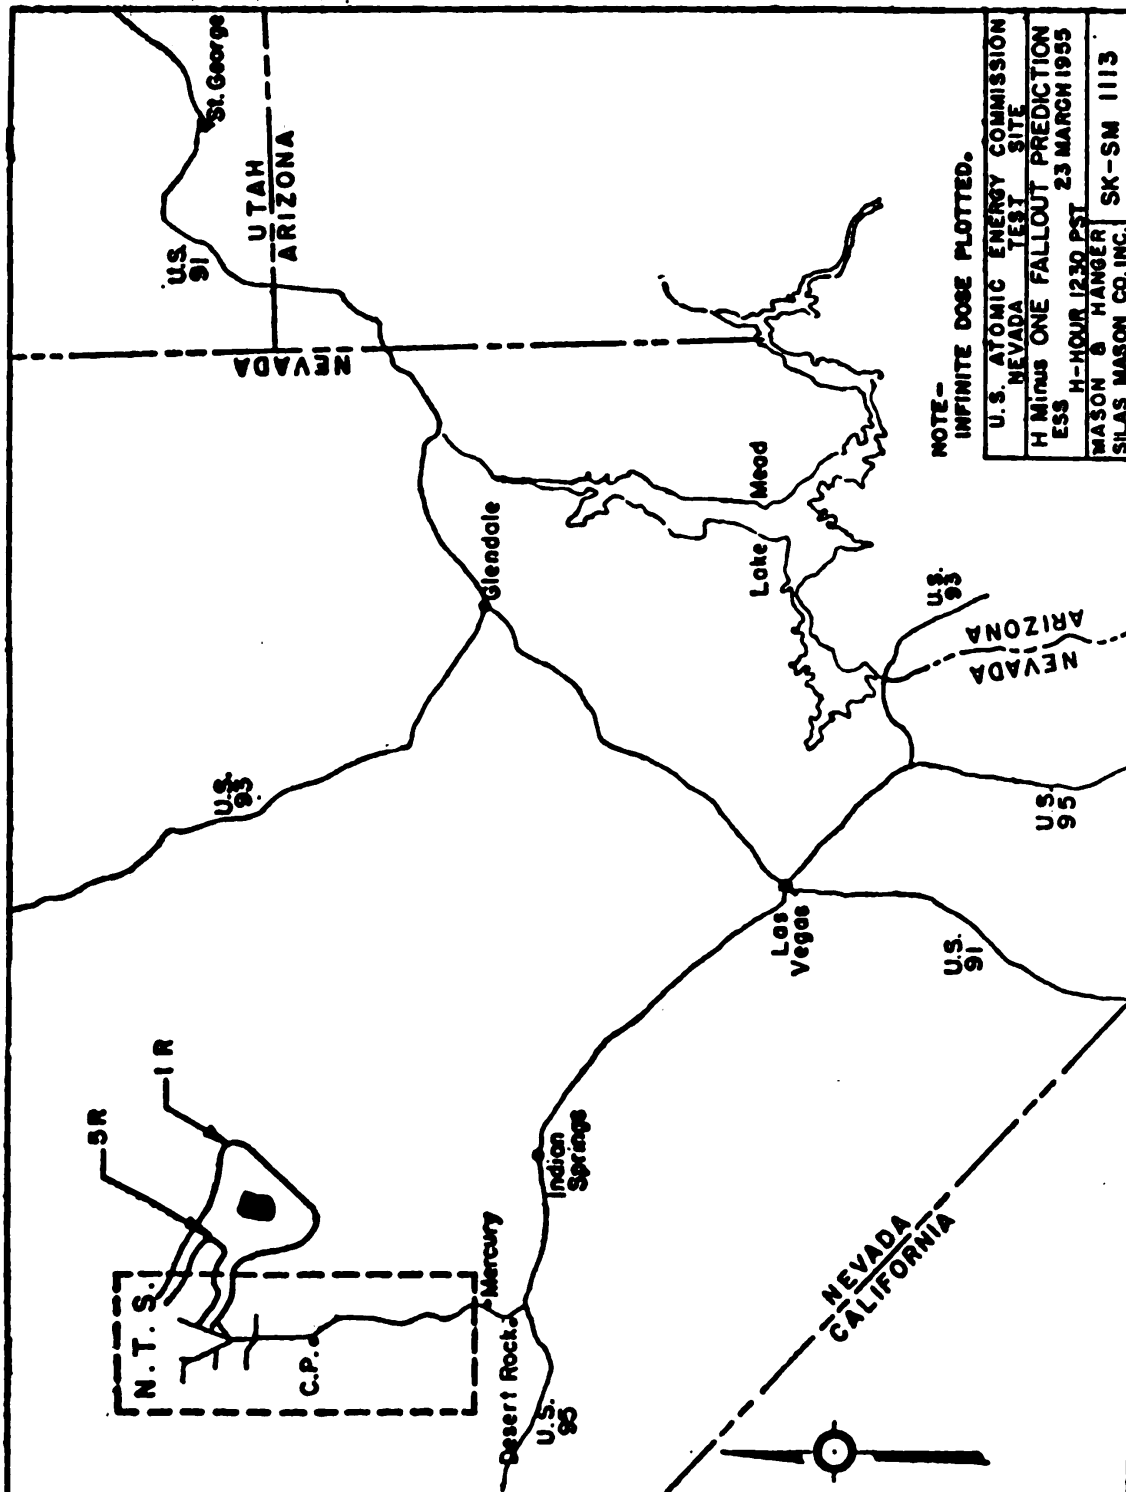 N.T.S.
5R
1R
C.P.
Mercury
Desert Rock
U.S.
95
Indian
Springs
U.S.
93
Glendale
U.S.
91
St. George
UTAH
ARIZONA
NEVADA
Lake Mead
Las
Vegas
U.S.
91
U.S.
95
U.S.
93
NEVADA
ARIZONA
NEVADA
CALIFORNIA
NOTE-
INFINITE DOSE PLOTTED.
U.S. ATOMIC ENERGY COMMISSION
NEVADA TEST SITE
H Minus ONE FALLOUT PREDICTION
ESS 23 MARCH 1955
H-HOUR 1230 PST
MASON & HANGER
SILAS MASON CO. INC.
SK-SM 1113